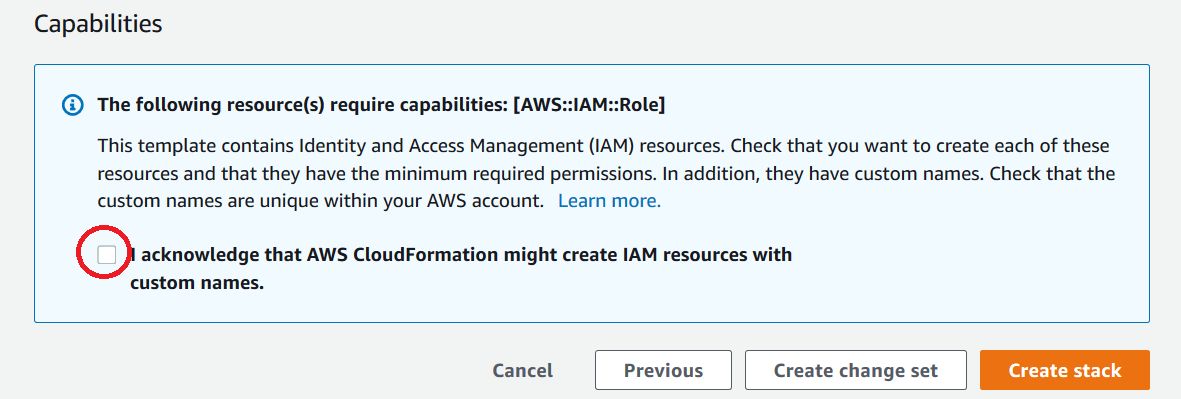 Capabilities
The following resource(s) require capabilities: [AWS::IAM::Role]
This template contains Identity and Access Management (IAM) resources. Check that you want to create each of these
resources and that they have the minimum required permissions. In addition, they have custom names. Check that the
custom names are unique within your AWS account. Learn more.
I acknowledge that AWS CloudFormation might create IAM resources with
custom names.
Cancel Previous Create change set Create stack